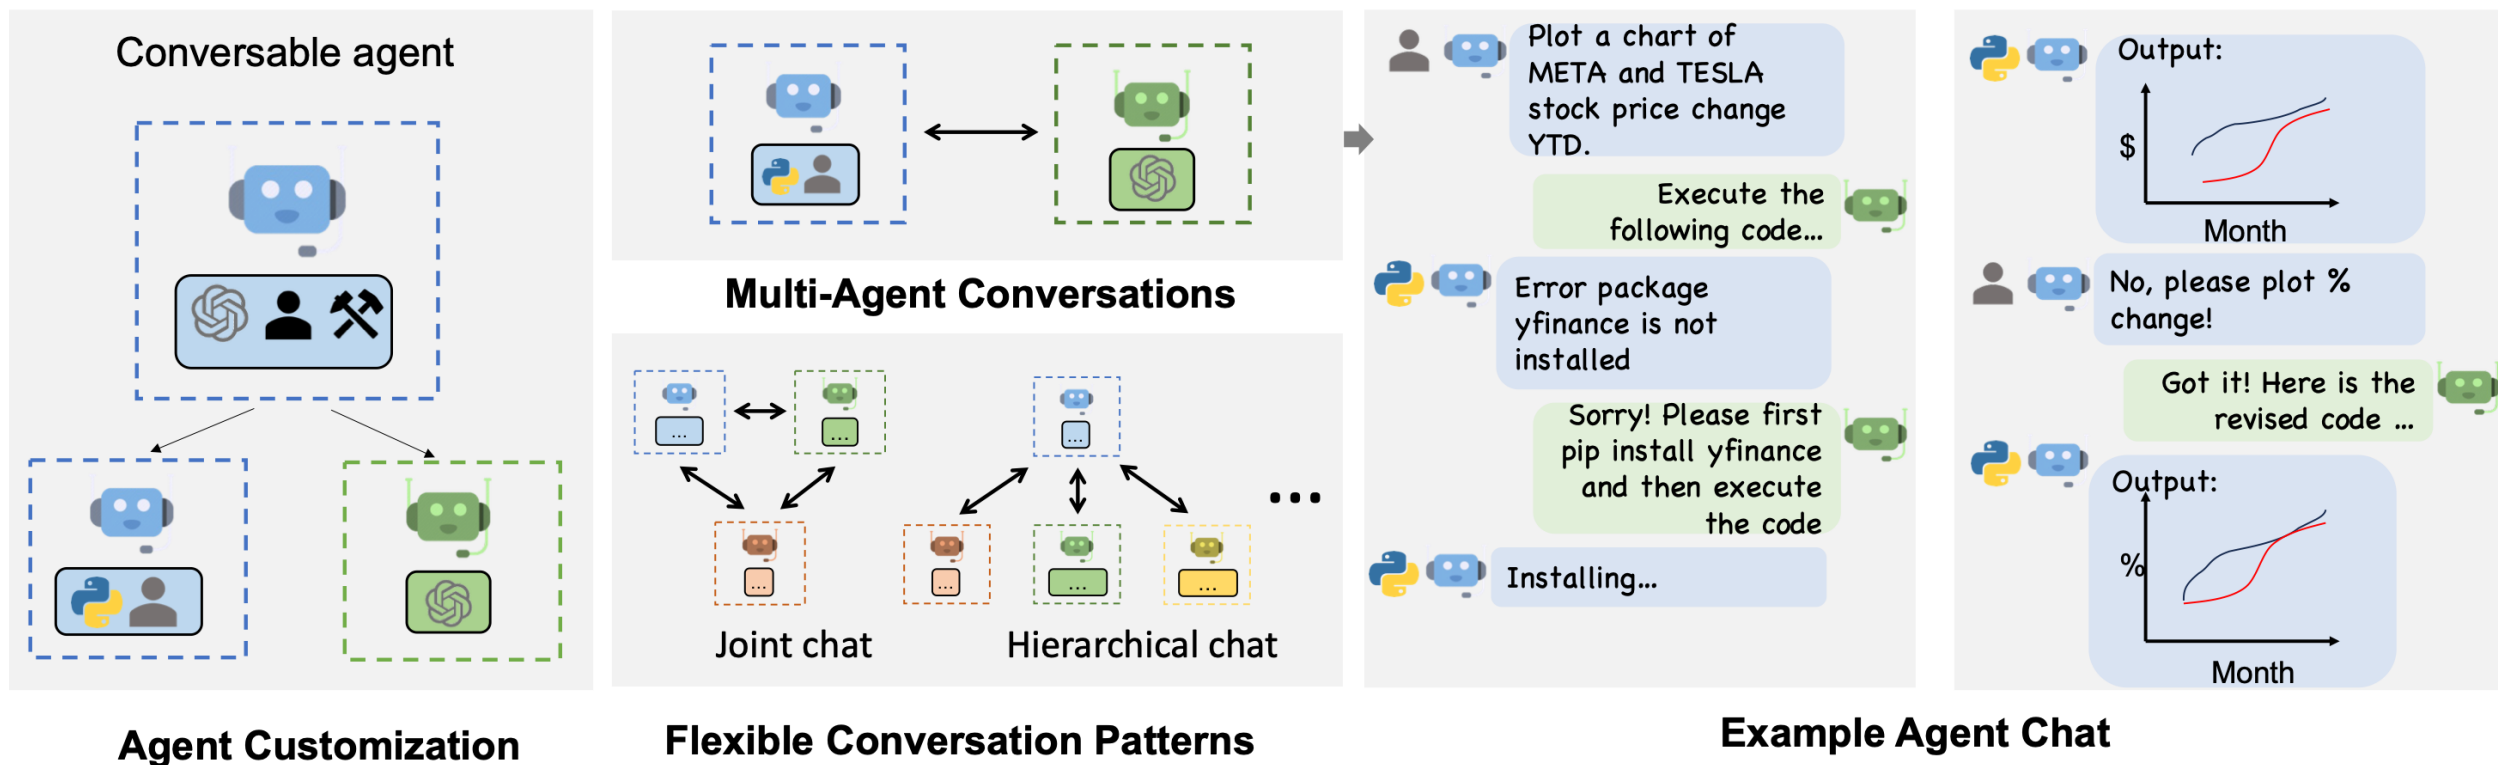 Conversable agent
Agent Customization
Multi-Agent Conversations
...
...
...
...
...
...
...
...
Joint chat
Hierarchical chat
Flexible Conversation Patterns
Plot a chart of
META and TESLA
stock price change
YTD.
Execute the
following code...
Error package
yfinance is not
installed
Sorry! Please first
pip install yfinance
and then execute
the code
Installing...
Output:
$
Month
No, please plot %
change!
Got it! Here is the
revised code ...
Output:
%
Month
Example Agent Chat